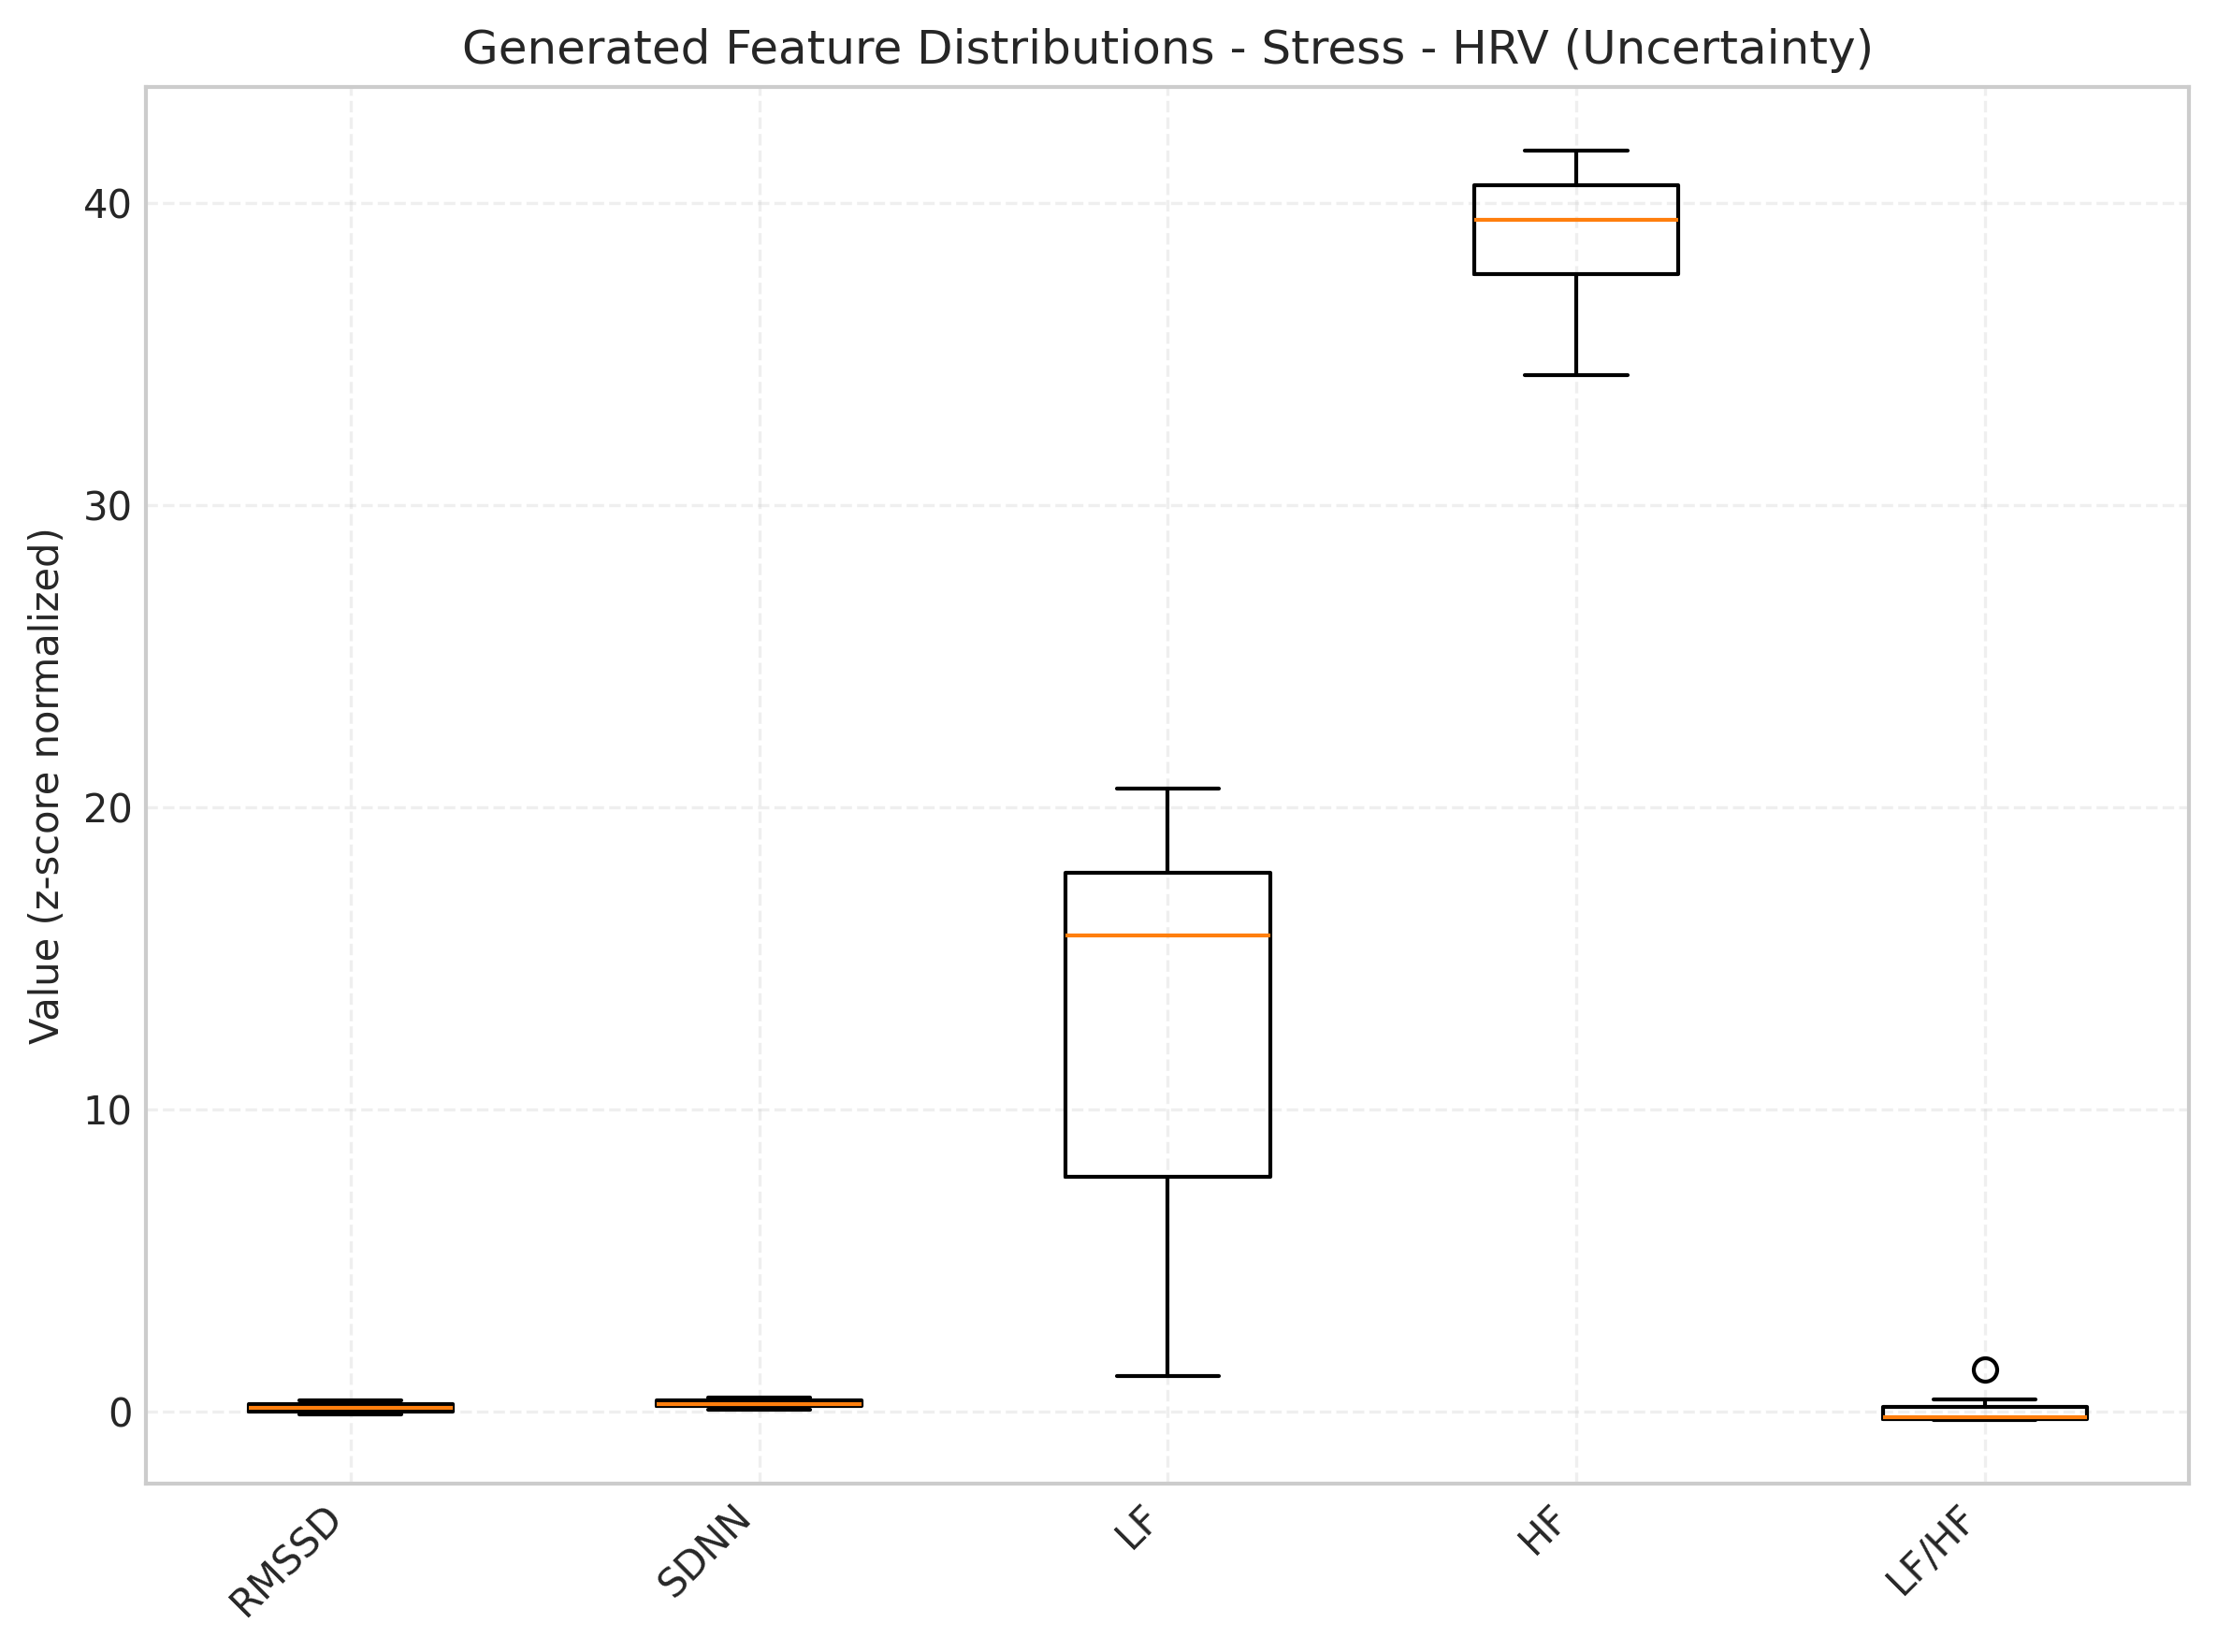 Generated Feature Distributions - Stress - HRV (Uncertainty)
Value (z-score normalized)
40
30
20
10
0
RMSSD
SDNN
LF
HF
LF/HF